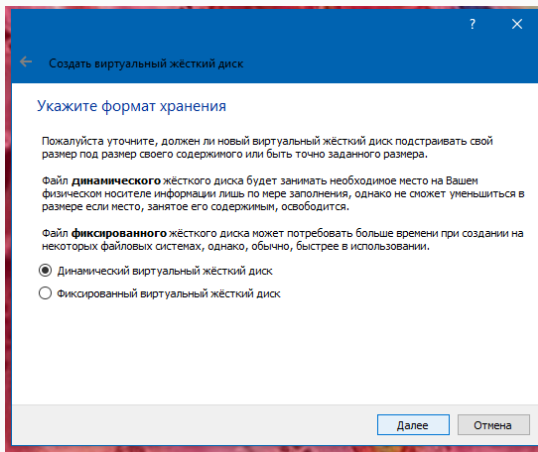 Создать виртуальный жёсткий диск
Укажите формат хранения
Пожалуйста уточните, должен ли новый виртуальный жёсткий диск подстраивать свой
размер под размер своего содержимого или быть точно заданного размера.
Файл динамического жёсткого диска будет занимать необходимое место на Вашем
физическом носителе информации лишь по мере заполнения, однако не сможет уменьшиться в
размере если место, занятое его содержимым, освободится.
Файл фиксированного жёсткого диска может потребовать больше времени при создании на
некоторых файловых системах, однако, обычно, быстрее в использовании.
Динамический виртуальный жёсткий диск
Фиксированный виртуальный жёсткий диск
Далее Отмена